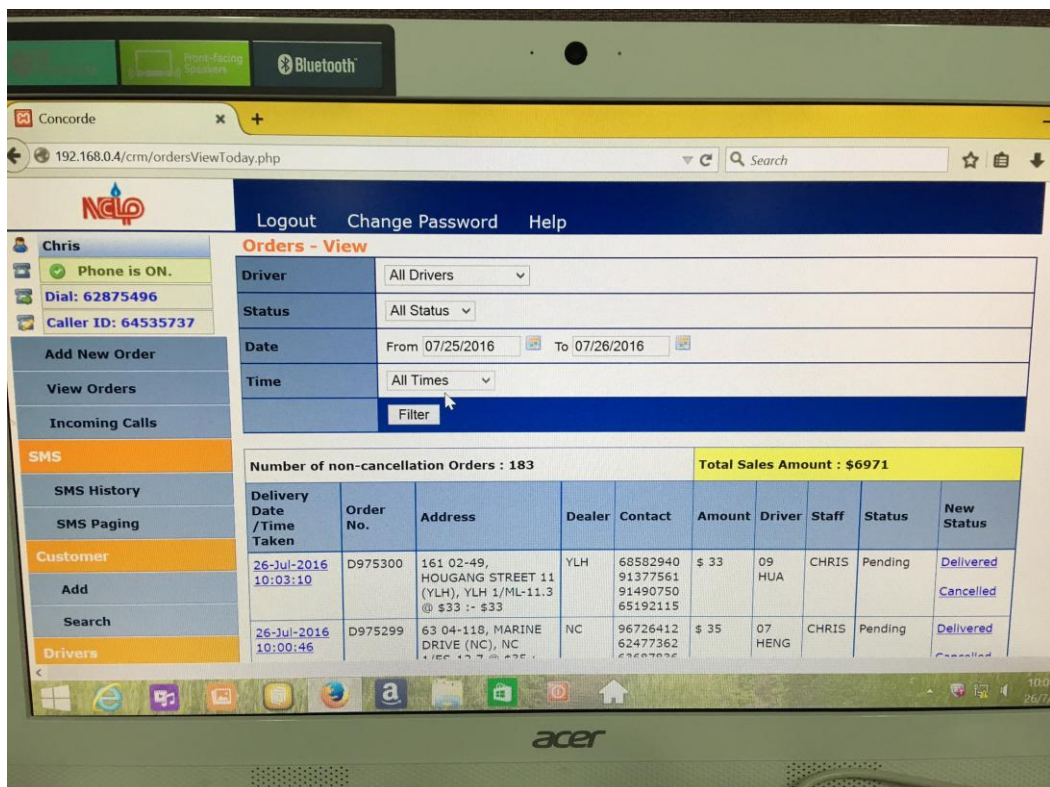 Front-facing
Speakers
Bluetooth
Concorde
192.168.0.4/crm/ordersViewToday.php
Search
NCLP
Logout Change Password Help
Chris
Phone is ON.
Dial: 62875496
Caller ID: 64535737
Add New Order
View Orders
Incoming Calls
SMS
SMS History
SMS Paging
Customer
Add
Search
Drivers
Orders - View
Driver All Drivers
Status All Status
Date From 07/25/2016 To 07/26/2016
Time All Times
Filter
Number of non-cancellation Orders : 183 Total Sales Amount : $6971
Delivery
Date
/Time
Taken
Order
No.
Address
Dealer
Contact
Amount
Driver
Staff
Status
New
Status
26-Jul-2016
10:03:10
D975300
161 02-49,
HOUGANG STREET 11
(YLH), YLH 1/ML-11.3
@ $33 :- $33
YLH
68582940
91377561
91490750
65192115
$ 33
09
HUA
CHRIS
Pending
Delivered
Cancelled
26-Jul-2016
10:00:46
D975299
63 04-118, MARINE
DRIVE (NC), NC
NC
96726412
62477362
$ 35
07
HENG
CHRIS
Pending
Delivered
Cancelled
acer